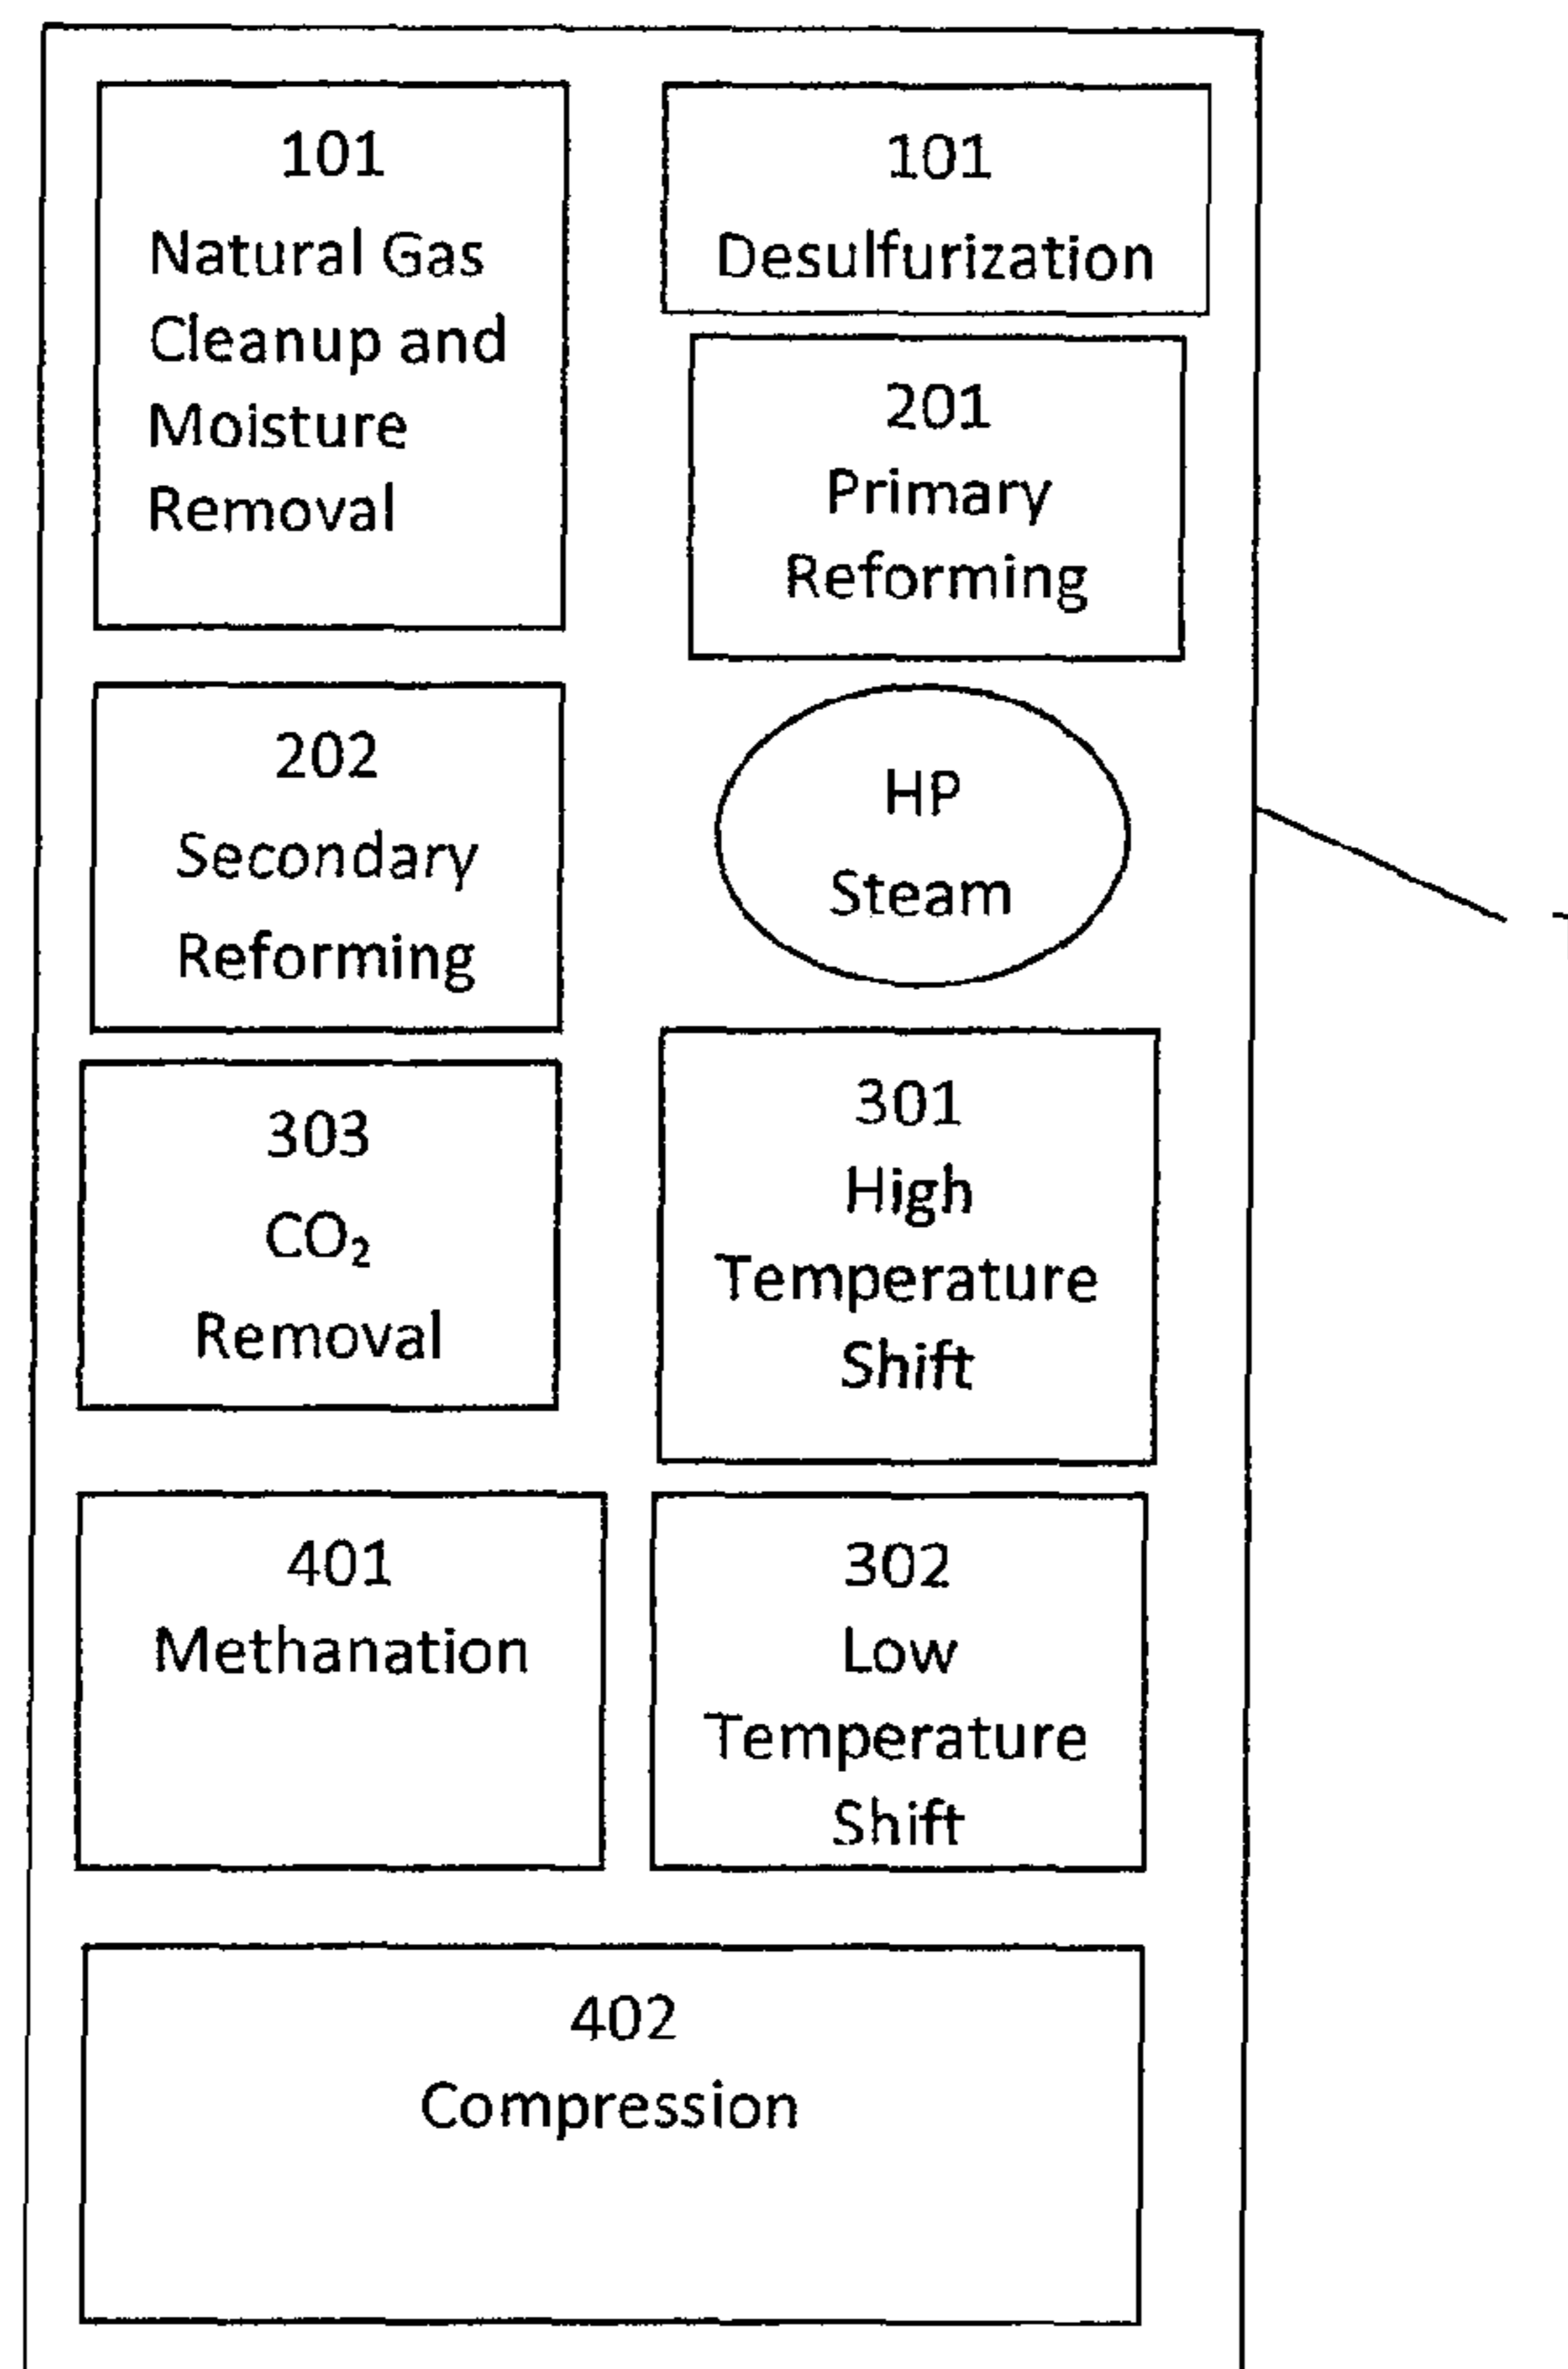 101
Natural Gas
Cleanup and
Moisture
Removal
101
Desulfurization
201
Primary
Reforming
202
Secondary
Reforming
HP
Steam
303
CO₂
Removal
301
High
Temperature
Shift
401
Methanation
302
Low
Temperature
Shift
402
Compression